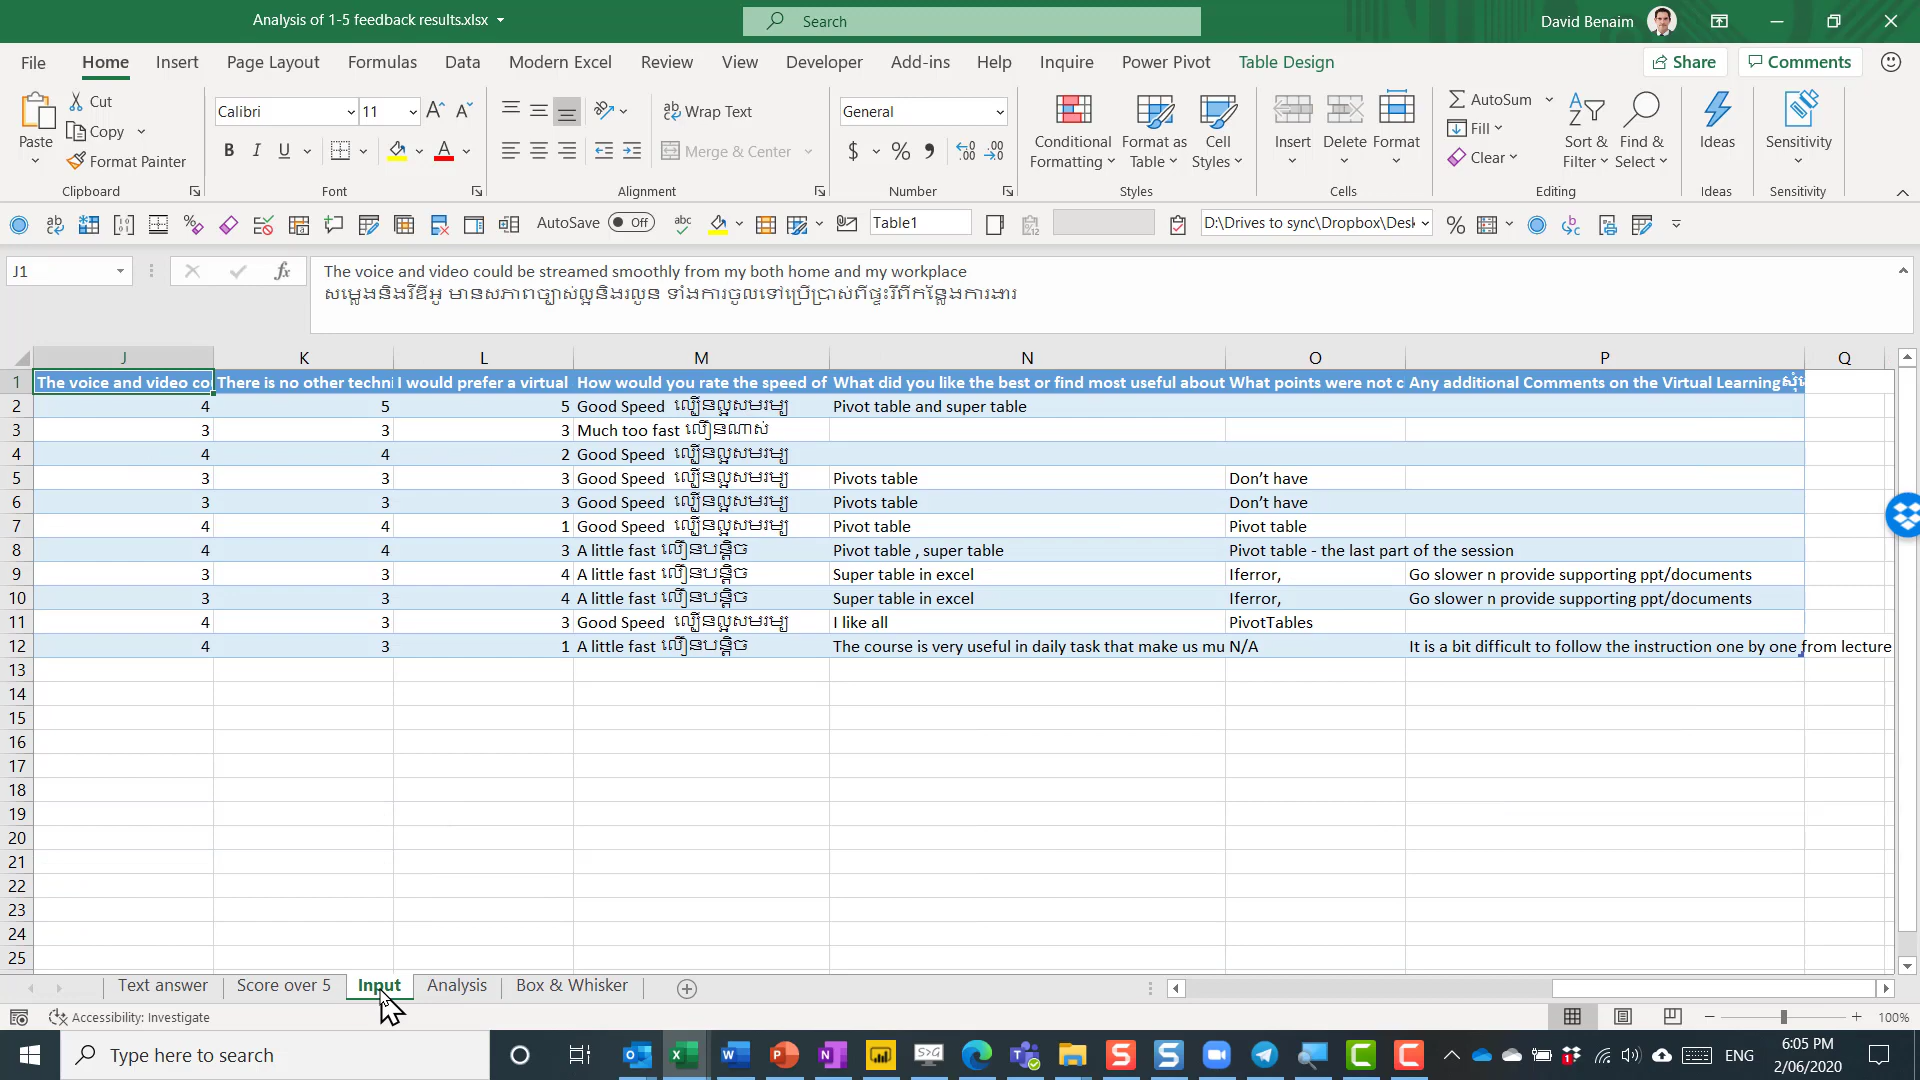 Analysis of 1-5 feedback results.xlsx
Search
David Benaim
File Home Insert Page Layout Formulas Data Modern Excel Review View Developer Add-ins Help Inquire Power Pivot Table Design Share Comments
Paste
Cut
Copy
Format Painter
Clipboard
Calibri 11
B I U
A
Font
Wrap Text
Merge & Center
Alignment
General
$ %
Number
Conditional Formatting
Format as Table
Cell Styles
Styles
Insert Delete Format
Cells
AutoSum
Fill
Clear
Sort & Filter
Find & Select
Editing
Ideas
Ideas
Sensitivity
Sensitivity
AutoSave Off
Table1
D:\Drives to sync\Dropbox\Desk
J1
fx
The voice and video could be streamed smoothly from my both home and my workplace
សម្លេងនិងវីឌីអូ មានសភាពច្បាស់ល្អនិងរលូន ទាំងការចូលទៅប្រើប្រាស់ពីផ្ទះរឺពីកន្លែងការងារ
J K L M N O P Q
1 The voice and video co There is no other techni I would prefer a virtual How would you rate the speed of What did you like the best or find most useful about What points were not c Any additional Comments on the Virtual Learning
2 4 5 5 Good Speed ល្បឿនល្អសមរម្យ Pivot table and super table
3 3 3 3 Much too fast លឿនណាស់
4 4 4 2 Good Speed ល្បឿនល្អសមរម្យ
5 3 3 3 Good Speed ល្បឿនល្អសមរម្យ Pivots table Don’t have
6 3 3 3 Good Speed ល្បឿនល្អសមរម្យ Pivots table Don’t have
7 4 4 1 Good Speed ល្បឿនល្អសមរម្យ Pivot table Pivot table
8 4 4 3 A little fast លឿនបន្តិច Pivot table , super table Pivot table - the last part of the session
9 3 3 4 A little fast លឿនបន្តិច Super table in excel Iferror, Go slower n provide supporting ppt/documents
10 3 3 4 A little fast លឿនបន្តិច Super table in excel Iferror, Go slower n provide supporting ppt/documents
11 4 3 3 Good Speed ល្បឿនល្អសមរម្យ I like all PivotTables
12 4 3 1 A little fast លឿនបន្តិច The course is very useful in daily task that make us mu N/A It is a bit difficult to follow the instruction one by one from lecture
13
14
15
16
17
18
19
20
21
22
23
24
25
Text answer Score over 5 Input Analysis Box & Whisker
Accessibility: Investigate
100%
Type here to search
ENG
6:05 PM
2/06/2020